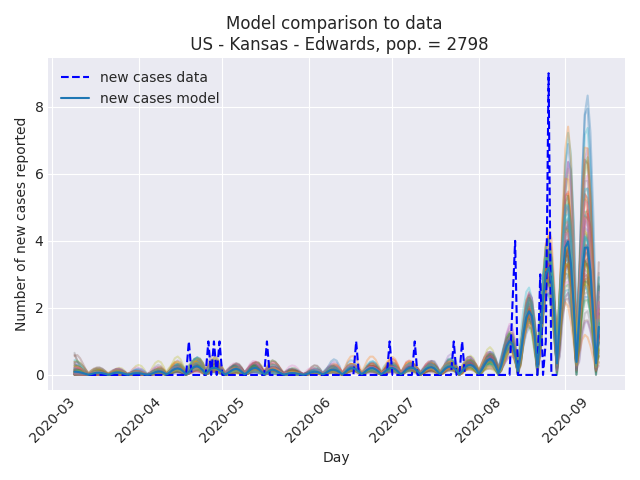 Model comparison to data
US - Kansas - Edwards, pop. = 2798
new cases data
new cases model
Number of new cases reported
8
6
4
2
0
2020-03
2020-04
2020-05
2020-06
2020-07
2020-08
2020-09
Day